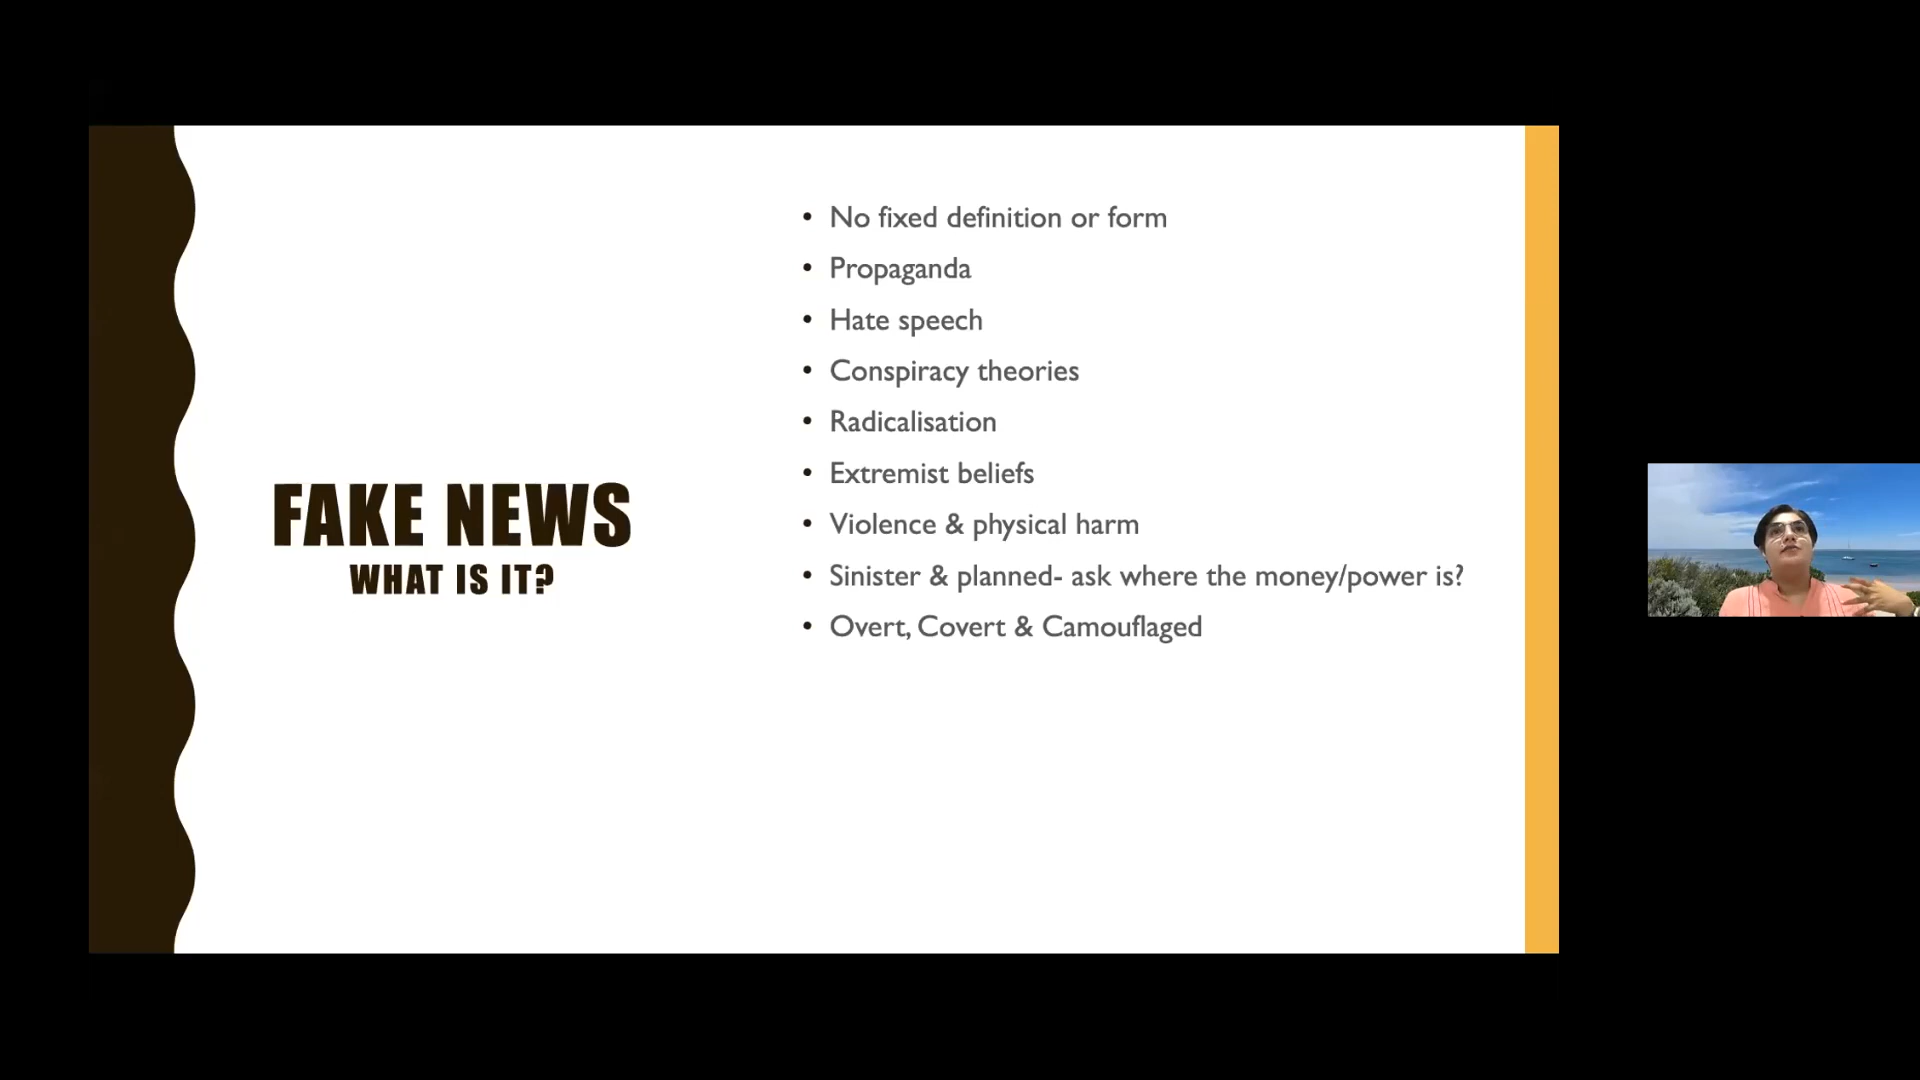 FAKE NEWS
WHAT IS IT?
• No fixed definition or form
• Propaganda
• Hate speech
• Conspiracy theories
• Radicalisation
• Extremist beliefs
• Violence & physical harm
• Sinister & planned- ask where the money/power is?
• Overt, Covert & Camouflaged